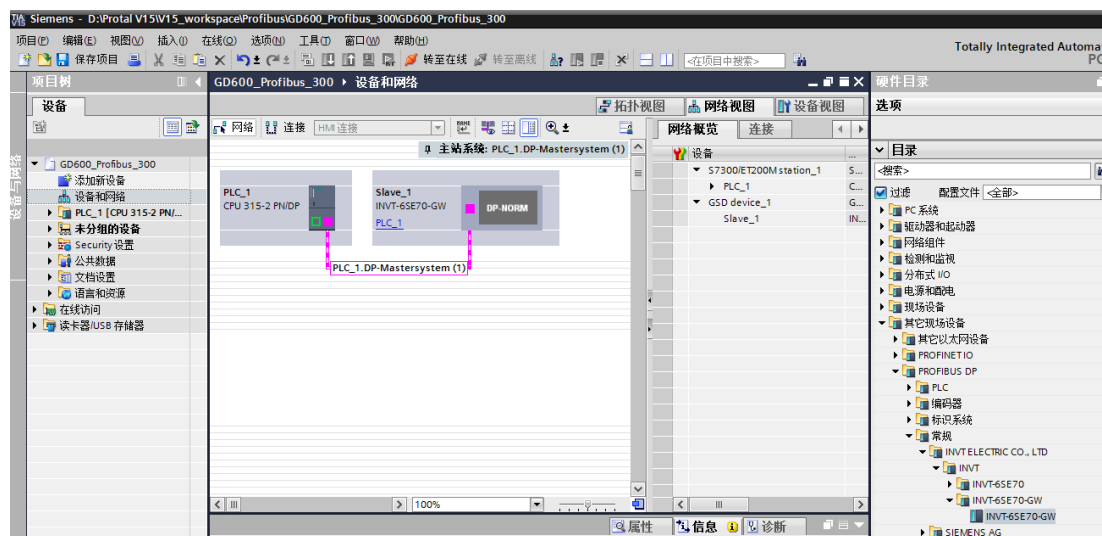 Siemens - D:\Protal V15\V15_workspace\Profibus\GD600_Profibus_300\GD600_Profibus_300
项目(P) 编辑(E) 视图(V) 插入(I) 在线(O) 选项(N) 工具(T) 窗口(W) 帮助(H)
Totally Integrated Automa
PC
保存项目 转至在线 转至离线 <在项目中搜索>
项目树
GD600_Profibus_300 ▸ 设备和网络
硬件目录
设备
拓扑视图 网络视图 设备视图
选项
网络 连接 HMI 连接
网络概览 连接
主站系统: PLC_1.DP-Mastersystem (1)
设备 ...
目录
设备与网络
GD600_Profibus_300
添加新设备
设备和网络
PLC_1 [CPU 315-2 PN/...
未分组的设备
Security 设置
公共数据
文档设置
语言和资源
在线访问
读卡器/USB 存储器
PLC_1
CPU 315-2 PN/DP
Slave_1
INVT-6SE70-GW
PLC_1
DP-NORM
PLC_1.DP-Mastersystem (1)
100%
S7300/ET200M station_1 S...
PLC_1 C...
GSD device_1 G...
Slave_1 IN...
<搜索>
过滤 配置文件 <全部>
PC 系统
驱动器和起动器
网络组件
检测和监视
分布式 I/O
电源和配电
现场设备
其它现场设备
其它以太网设备
PROFINET IO
PROFIBUS DP
PLC
编码器
标识系统
常规
INVT ELECTRIC CO., LTD
INVT
INVT-6SE70
INVT-6SE70-GW
INVT-6SE70-GW
SIEMENS AG
属性 信息 诊断